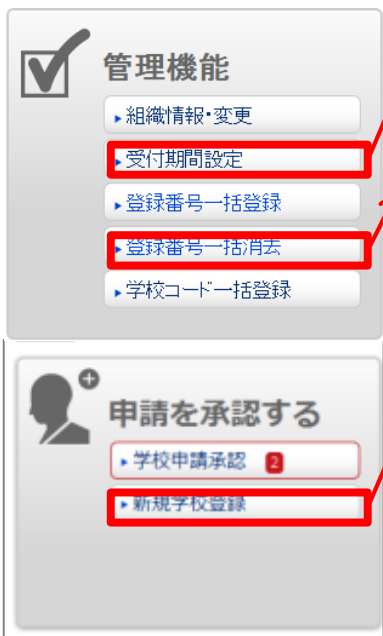 管理機能
組織情報・変更
受付期間設定
登録番号一括登録
登録番号一括消去
学校コード一括登録
申請を承認する
学校申請承認 2
新規学校登録